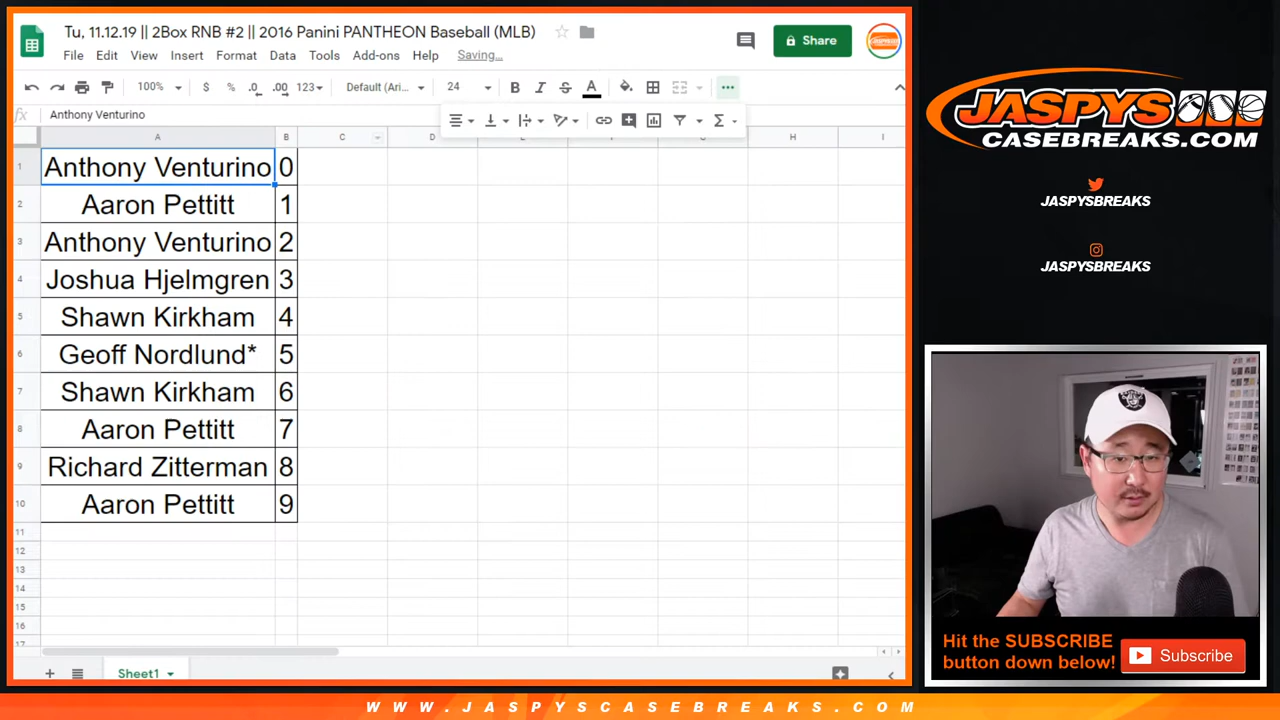 Tu, 11.12.19 || 2Box RNB #2 || 2016 Panini PANTHEON Baseball (MLB)
File Edit View Insert Format Data Tools Add-ons Help Saving...
Share
100% $ % .0 .00 123 Default (Ari... 24 B I S A
fx Anthony Venturino
A B C D H I
1 Anthony Venturino 0
2 Aaron Pettitt 1
3 Anthony Venturino 2
4 Joshua Hjelmgren 3
5 Shawn Kirkham 4
6 Geoff Nordlund* 5
7 Shawn Kirkham 6
8 Aaron Pettitt 7
9 Richard Zitterman 8
10 Aaron Pettitt 9
11
12
13
14
15
16
17
Sheet1
JASPYS
CASEBREAKS.COM
JASPYSBREAKS
JASPYSBREAKS
Hit the SUBSCRIBE
button down below!
Subscribe
WWW.JASPYSCASEBREAKS.COM